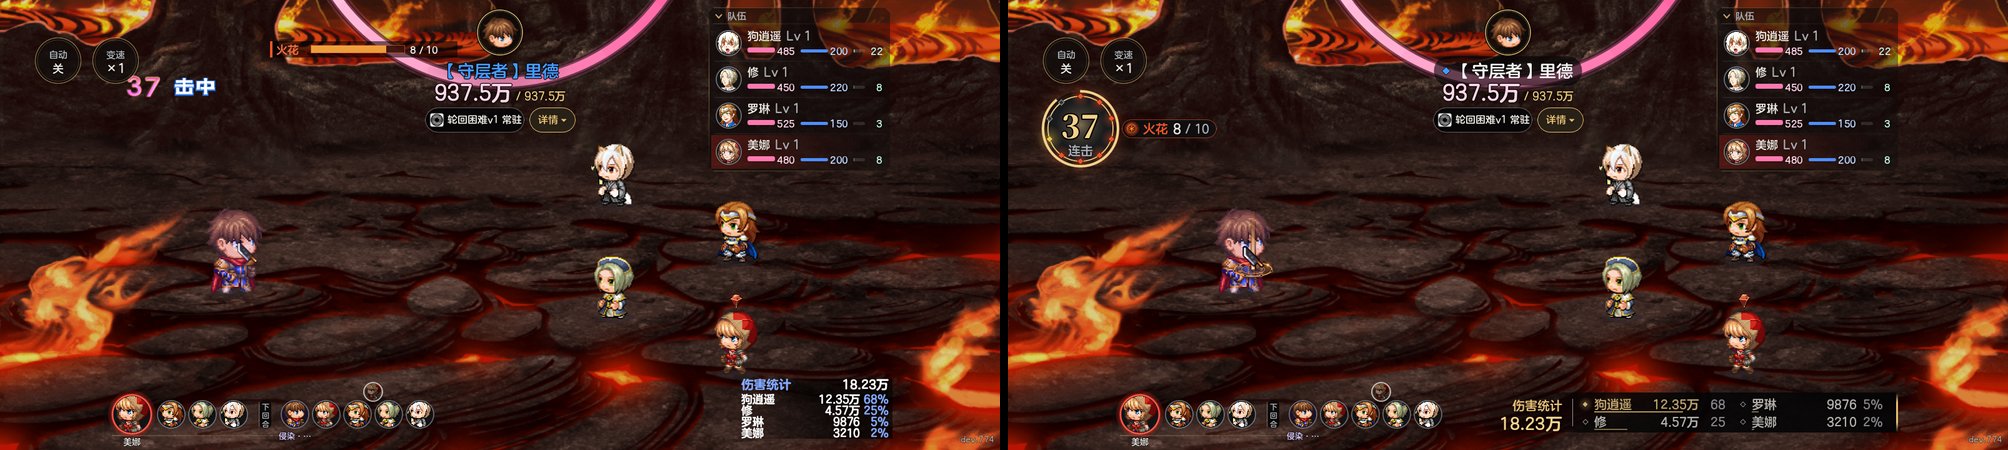 自动
关
变速
×1
37 击中
火花 8 / 10
【守层者】里德
937.5万 / 937.5万
轮回困难v1 常驻
详情
队伍
狗逍遥 Lv 1
485 200 22
修 Lv 1
450 220 8
罗琳 Lv 1
525 150 3
美娜 Lv 1
480 200 8
美娜
下回合
侵染 · ···
伤害统计 18.23万
狗逍遥 12.35万 68%
修 4.57万 25%
罗琳 9876 5%
美娜 3210 2%
自动
关
变速
×1
37
连击
火花 8 / 10
【守层者】里德
937.5万 / 937.5万
轮回困难v1 常驻
详情
队伍
狗逍遥 Lv 1
485 200 22
修 Lv 1
450 220 8
罗琳 Lv 1
525 150 3
美娜 Lv 1
480 200 8
美娜
下回合
侵染 · ···
伤害统计
18.23万
狗逍遥 12.35万 68
罗琳 9876 5%
修 4.57万 25
美娜 3210 2%